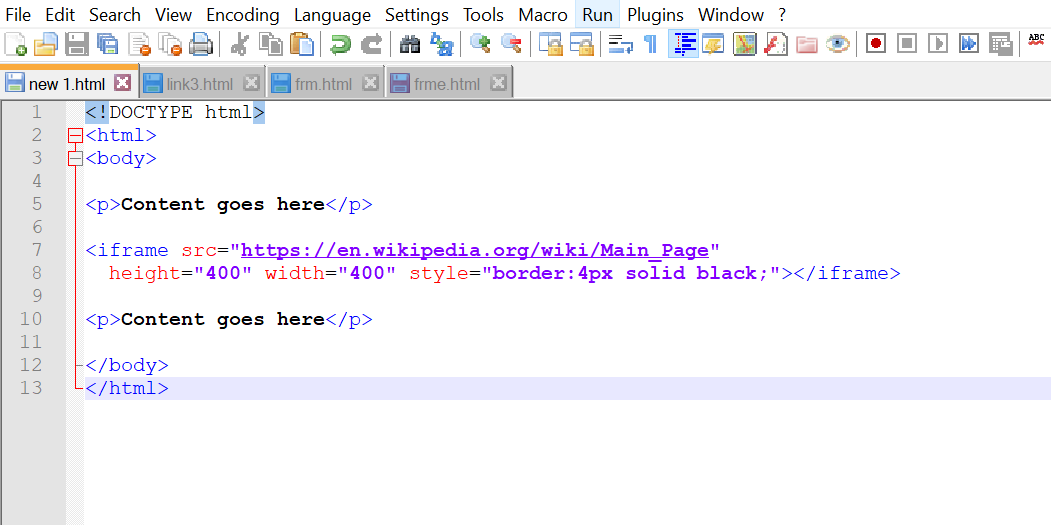 File Edit Search View Encoding Language Settings Tools Macro Run Plugins Window ?
ABC
new 1.html link3.html frm.html frme.html
1 <!DOCTYPE html>
2 <html>
3 <body>
4
5 <p>Content goes here</p>
6
7 <iframe src="https://en.wikipedia.org/wiki/Main_Page"
8 height="400" width="400" style="border:4px solid black;"></iframe>
9
10 <p>Content goes here</p>
11
12 </body>
13 </html>